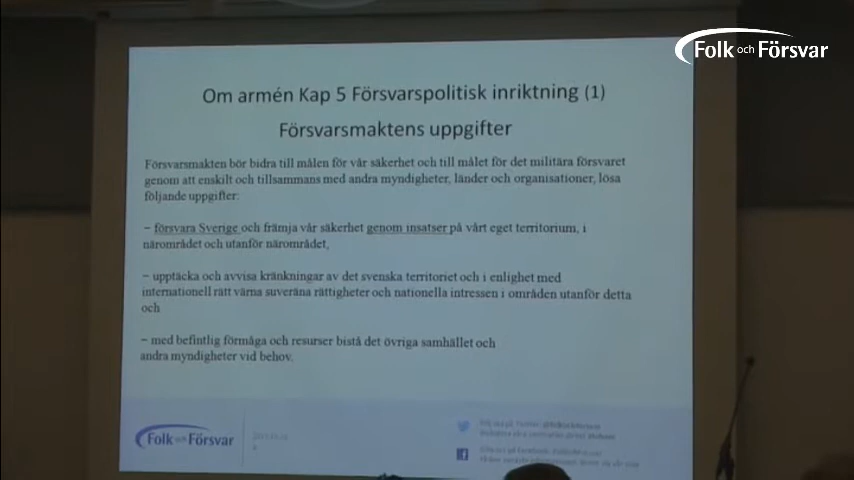 Folk och Försvar
Om armén Kap 5 Försvarspolitisk inriktning (1)
Försvarsmaktens uppgifter
Försvarsmakten bör bidra till målen för vår säkerhet och till målet för det militära försvaret
genom att enskilt och tillsammans med andra myndigheter, länder och organisationer, lösa
följande uppgifter:
– försvara Sverige och främja vår säkerhet genom insatser på vårt eget territorium, i
närområdet och utanför närområdet,
– upptäcka och avvisa kränkningar av det svenska territoriet och i enlighet med
internationell rätt värna suveräna rättigheter och nationella intressen i områden utanför detta
och
– med befintlig förmåga och resurser bistå det övriga samhället och
andra myndigheter vid behov.
Folk och Försvar